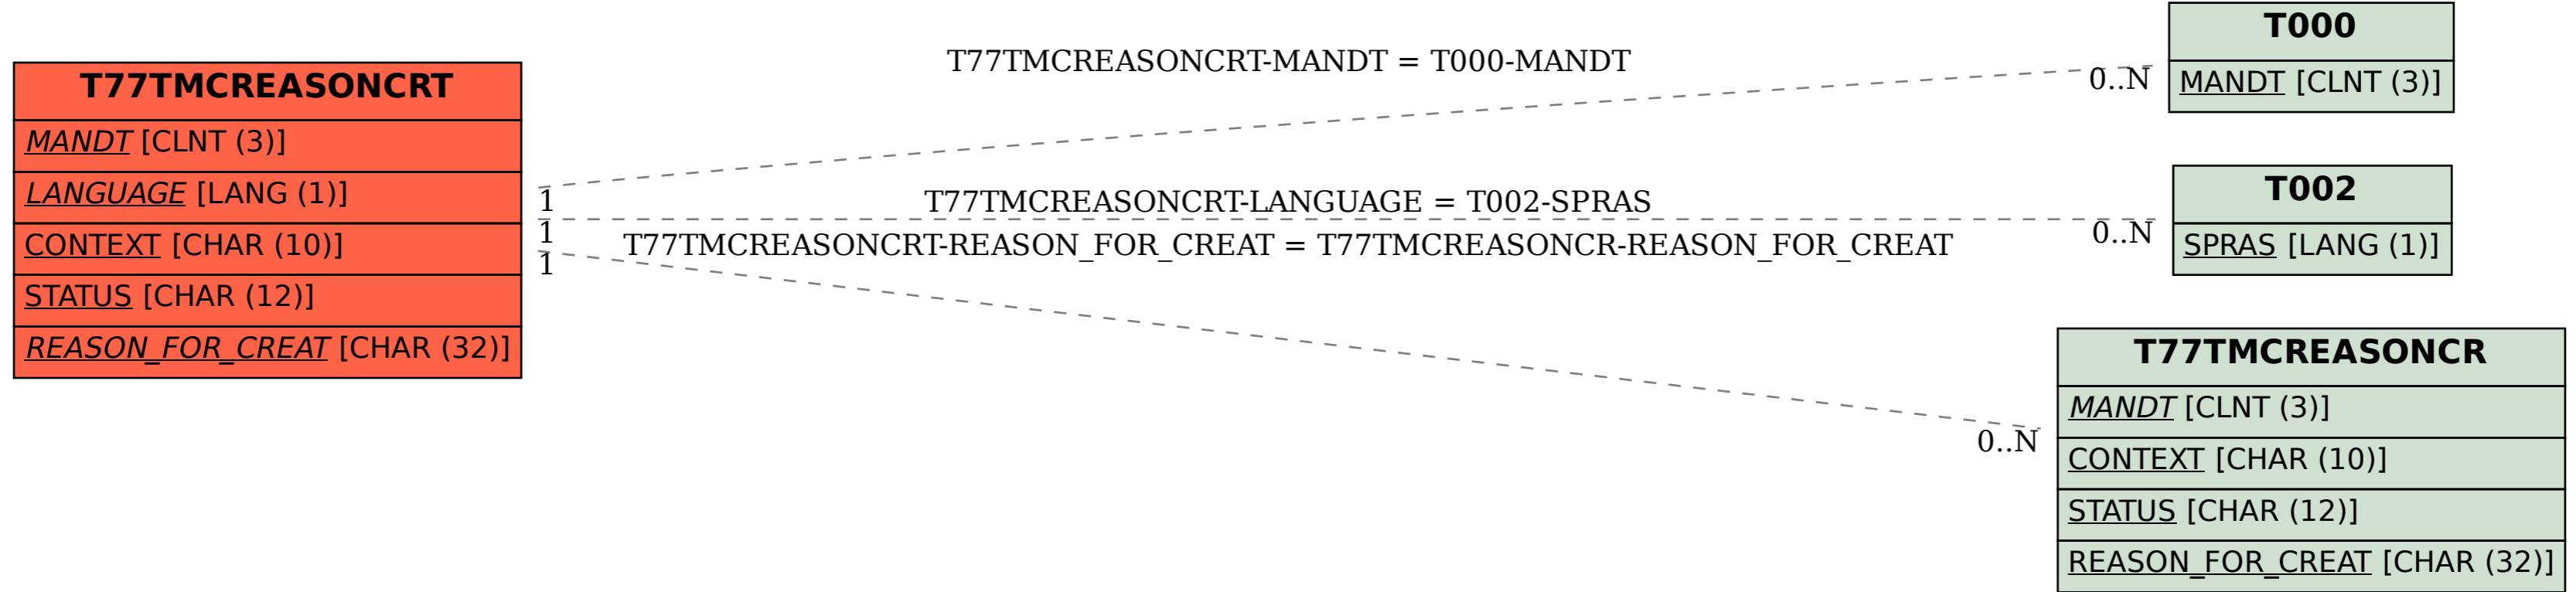 T77TMCREASONCRT
MANDT [CLNT (3)]
LANGUAGE [LANG (1)]
CONTEXT [CHAR (10)]
STATUS [CHAR (12)]
REASON_FOR_CREAT [CHAR (32)]
T77TMCREASONCRT-MANDT = T000-MANDT
1
0..N
T77TMCREASONCRT-LANGUAGE = T002-SPRAS
1
0..N
T77TMCREASONCRT-REASON_FOR_CREAT = T77TMCREASONCR-REASON_FOR_CREAT
1
0..N
T000
MANDT [CLNT (3)]
T002
SPRAS [LANG (1)]
T77TMCREASONCR
MANDT [CLNT (3)]
CONTEXT [CHAR (10)]
STATUS [CHAR (12)]
REASON_FOR_CREAT [CHAR (32)]